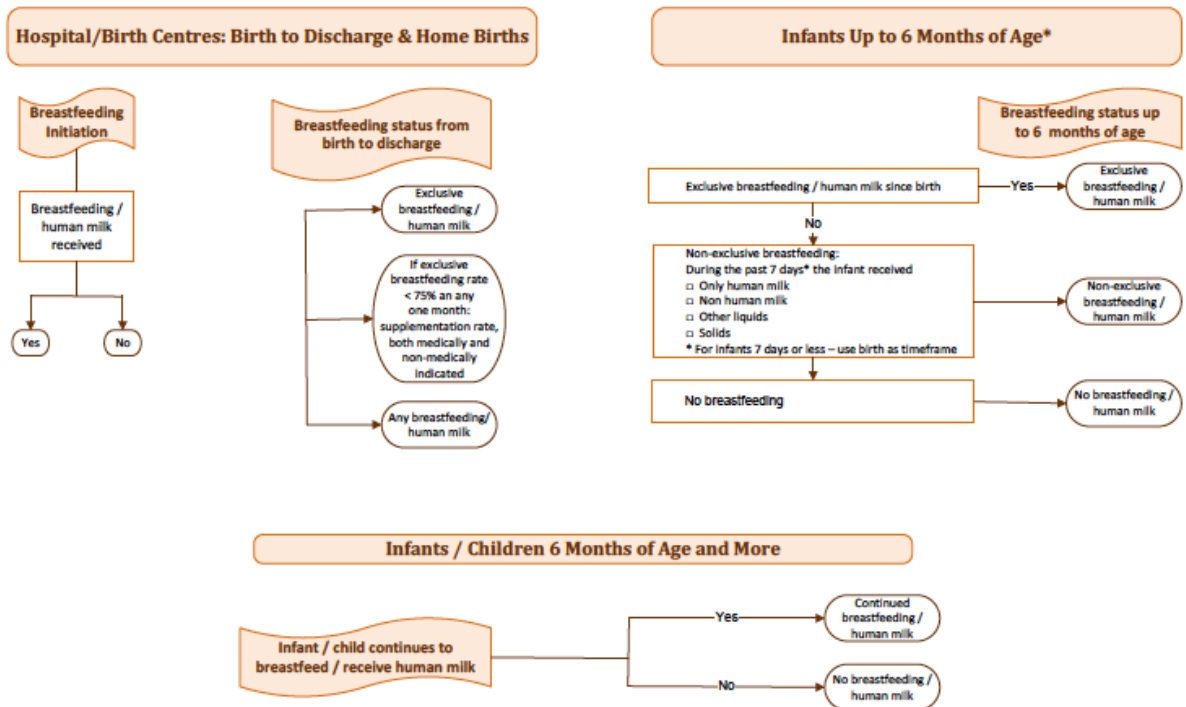 Hospital/Birth Centres: Birth to Discharge & Home Births
Breastfeeding
Initiation
Breastfeeding /
human milk
received
Yes
No
Breastfeeding status from
birth to discharge
Exclusive
breastfeeding /
human milk
If exclusive
breastfeeding rate
< 75% an any
one month:
supplementation rate,
both medically and
non-medically
indicated
Any breastfeeding/
human milk
Infants Up to 6 Months of Age*
Breastfeeding status up
to 6 months of age
Exclusive breastfeeding / human milk since birth
Yes
Exclusive
breastfeeding /
human milk
No
Non-exclusive breastfeeding:
During the past 7 days* the infant received
□ Only human milk
□ Non human milk
□ Other liquids
□ Solids
* For infants 7 days or less – use birth as timeframe
Non-exclusive
breastfeeding /
human milk
No breastfeeding
No breastfeeding /
human milk
Infants / Children 6 Months of Age and More
Infant / child continues to
breastfeed / receive human milk
Yes
Continued
breastfeeding /
human milk
No
No breastfeeding /
human milk